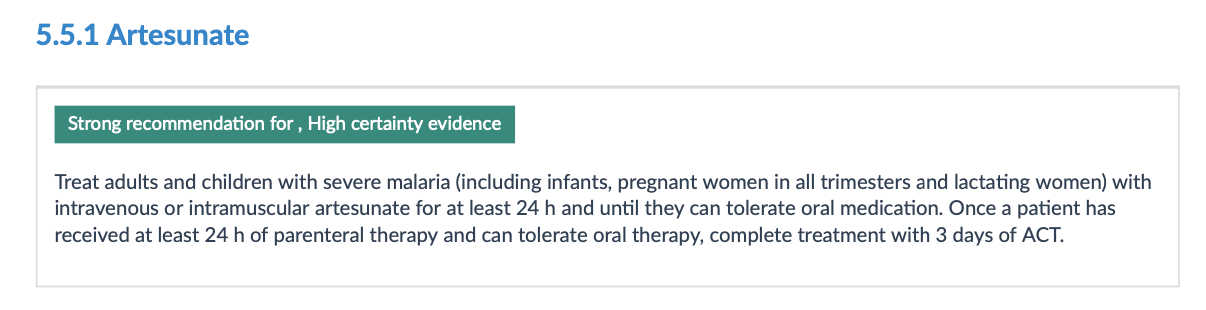 5.5.1 Artesunate
Strong recommendation for , High certainty evidence
Treat adults and children with severe malaria (including infants, pregnant women in all trimesters and lactating women) with
intravenous or intramuscular artesunate for at least 24 h and until they can tolerate oral medication. Once a patient has
received at least 24 h of parenteral therapy and can tolerate oral therapy, complete treatment with 3 days of ACT.